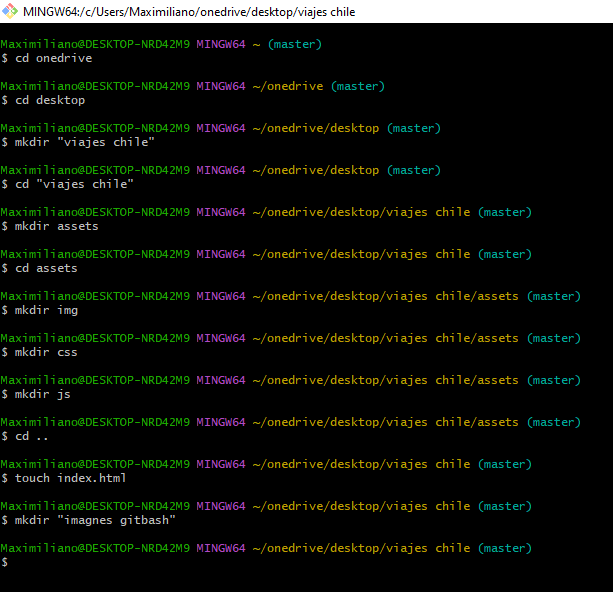 MINGW64:/c/Users/Maximiliano/onedrive/desktop/viajes chile
Maximiliano@DESKTOP-NRD42M9 MINGW64 ~ (master)
$ cd onedrive
Maximiliano@DESKTOP-NRD42M9 MINGW64 ~/onedrive (master)
$ cd desktop
Maximiliano@DESKTOP-NRD42M9 MINGW64 ~/onedrive/desktop (master)
$ mkdir "viajes chile"
Maximiliano@DESKTOP-NRD42M9 MINGW64 ~/onedrive/desktop (master)
$ cd "viajes chile"
Maximiliano@DESKTOP-NRD42M9 MINGW64 ~/onedrive/desktop/viajes chile (master)
$ mkdir assets
Maximiliano@DESKTOP-NRD42M9 MINGW64 ~/onedrive/desktop/viajes chile (master)
$ cd assets
Maximiliano@DESKTOP-NRD42M9 MINGW64 ~/onedrive/desktop/viajes chile/assets (master)
$ mkdir img
Maximiliano@DESKTOP-NRD42M9 MINGW64 ~/onedrive/desktop/viajes chile/assets (master)
$ mkdir css
Maximiliano@DESKTOP-NRD42M9 MINGW64 ~/onedrive/desktop/viajes chile/assets (master)
$ mkdir js
Maximiliano@DESKTOP-NRD42M9 MINGW64 ~/onedrive/desktop/viajes chile/assets (master)
$ cd ..
Maximiliano@DESKTOP-NRD42M9 MINGW64 ~/onedrive/desktop/viajes chile (master)
$ touch index.html
Maximiliano@DESKTOP-NRD42M9 MINGW64 ~/onedrive/desktop/viajes chile (master)
$ mkdir "imagnes gitbash"
Maximiliano@DESKTOP-NRD42M9 MINGW64 ~/onedrive/desktop/viajes chile (master)
$